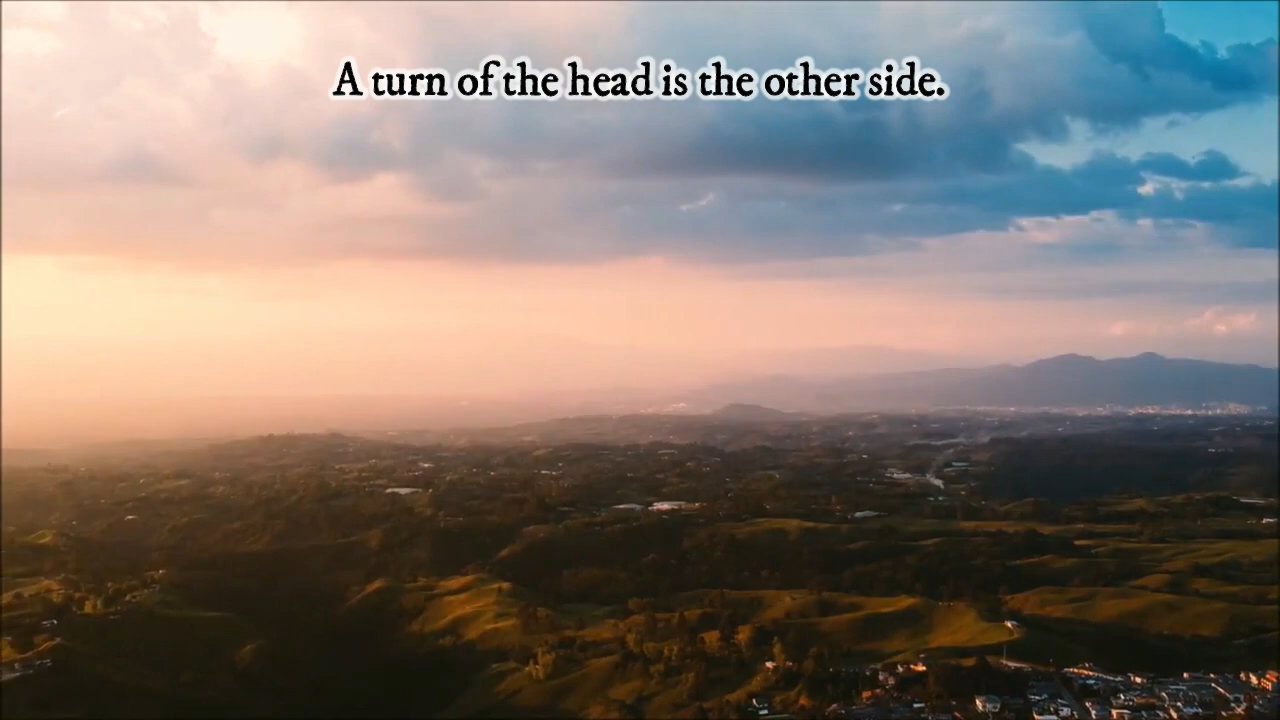 A turn of the head is the other side.